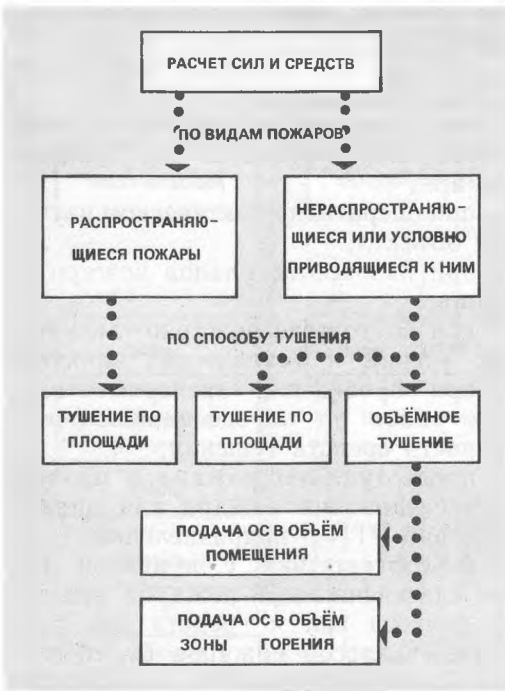 РАСЧЕТ СИЛ И СРЕДСТВ
ПО ВИДАМ ПОЖАРОВ
РАСПРОСТРАНЯЮ-
ЩИЕСЯ ПОЖАРЫ
НЕРАСПРОСТРАНЯЮ-
ЩИЕСЯ ИЛИ УСЛОВНО
ПРИВОДЯЩИЕСЯ К НИМ
ПО СПОСОБУ ТУШЕНИЯ
ТУШЕНИЕ ПО
ПЛОЩАДИ
ТУШЕНИЕ ПО
ПЛОЩАДИ
ОБЪЁМНОЕ
ТУШЕНИЕ
ПОДАЧА ОС В ОБЪЁМ
ПОМЕЩЕНИЯ
ПОДАЧА ОС В ОБЪЁМ
ЗОНЫ ГОРЕНИЯ